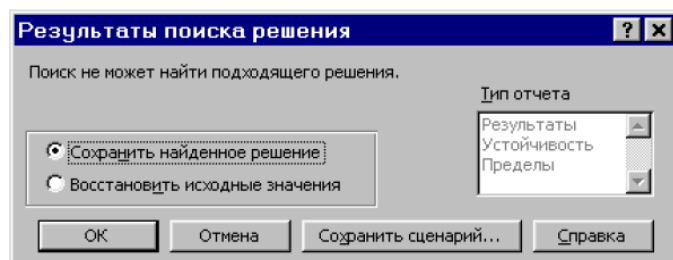 Результаты поиска решения
Поиск не может найти подходящего решения.
Тип отчета
Результаты
Устойчивость
Пределы
Сохранить найденное решение
Восстановить исходные значения
ОК Отмена Сохранить сценарий... Справка